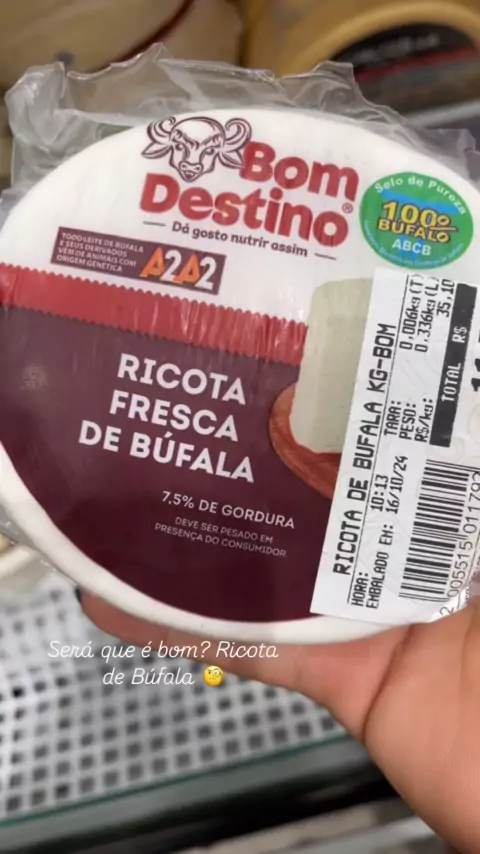 Bom
Destino®
Dá gosto nutrir assim
TODO LEITE DE BÚFALA
E SEUS DERIVADOS
VÊM DE ANIMAIS COM
ORIGEM GENÉTICA
A2A2
Selo de Pureza
100%
BÚFALO
ABCB
RICOTA
FRESCA
DE BÚFALA
7,5% DE GORDURA
DEVE SER PESADO EM
PRESENÇA DO CONSUMIDOR
RICOTA DE BUFALA KG-BOM
HORA: 10:13
EMBALADO EM: 16/10/24
TARA: 0,006kg (T)
PESO: 0,336kg (L)
R$/kg: 35,10
TOTAL R$
2 005515 011792
Será que é bom? Ricota
de Búfala 🧐